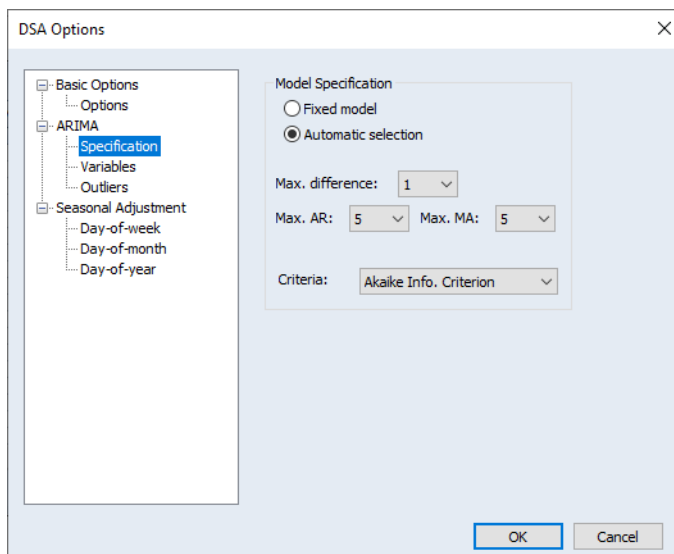 DSA Options
Basic Options
Options
ARIMA
Specification
Variables
Outliers
Seasonal Adjustment
Day-of-week
Day-of-month
Day-of-year
Model Specification
Fixed model
Automatic selection
Max. difference: 1
Max. AR: 5 Max. MA: 5
Criteria: Akaike Info. Criterion
OK Cancel